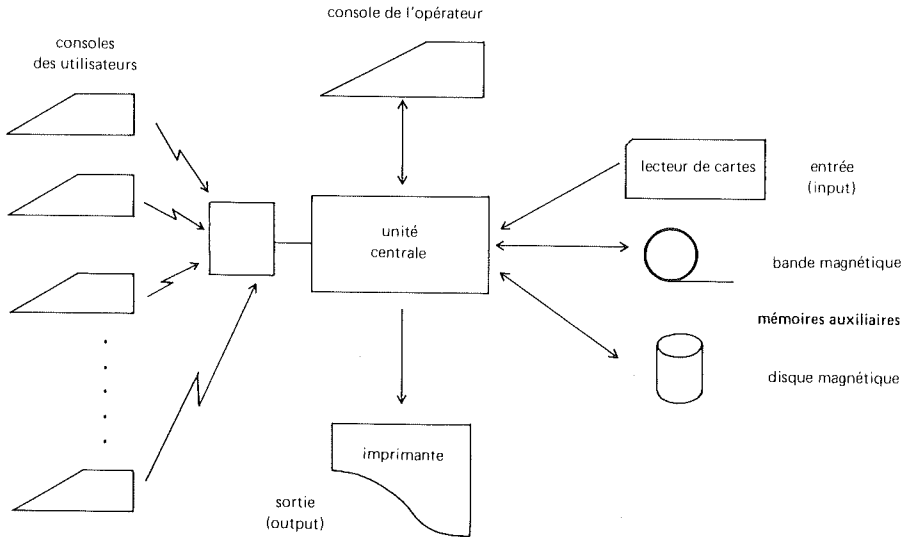 console de l'opérateur
consoles
des utilisateurs
lecteur de cartes
entrée
(input)
unité
centrale
bande magnétique
mémoires auxiliaires
disque magnétique
imprimante
sortie
(output)